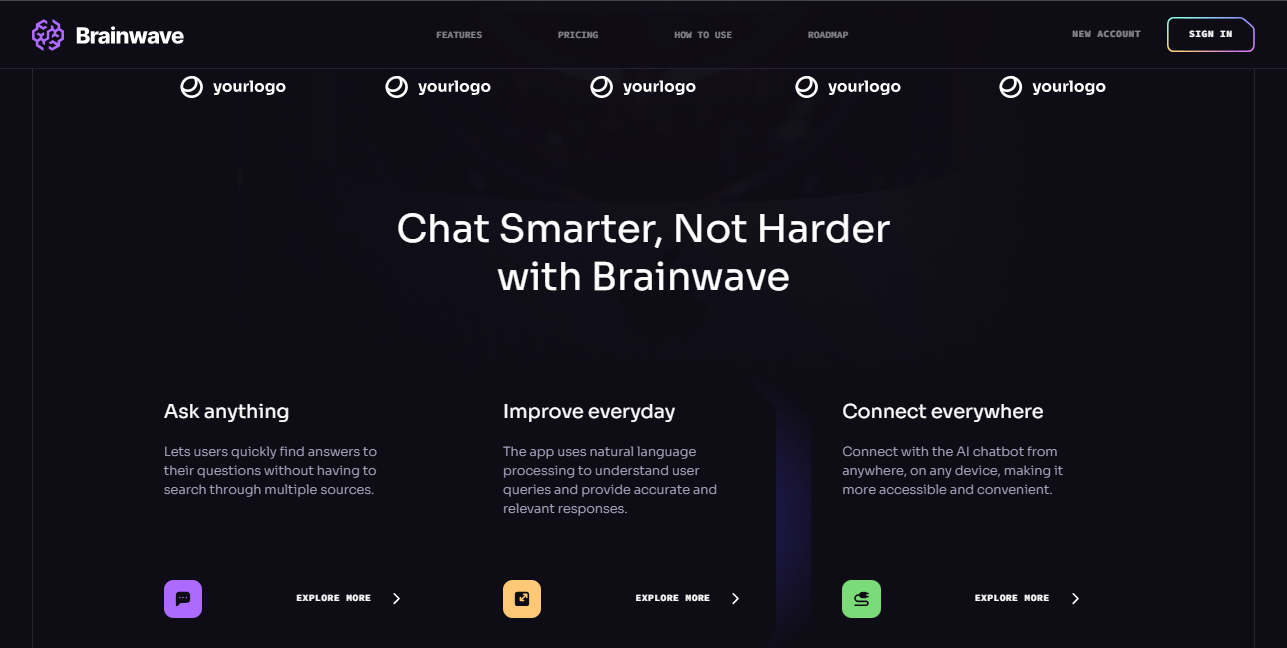 Brainwave
FEATURES
PRICING
HOW TO USE
ROADMAP
NEW ACCOUNT
SIGN IN
yourlogo
yourlogo
yourlogo
yourlogo
yourlogo
Chat Smarter, Not Harder
with Brainwave
Ask anything
Lets users quickly find answers to
their questions without having to
search through multiple sources.
EXPLORE MORE
Improve everyday
The app uses natural language
processing to understand user
queries and provide accurate and
relevant responses.
EXPLORE MORE
Connect everywhere
Connect with the AI chatbot from
anywhere, on any device, making it
more accessible and convenient.
EXPLORE MORE